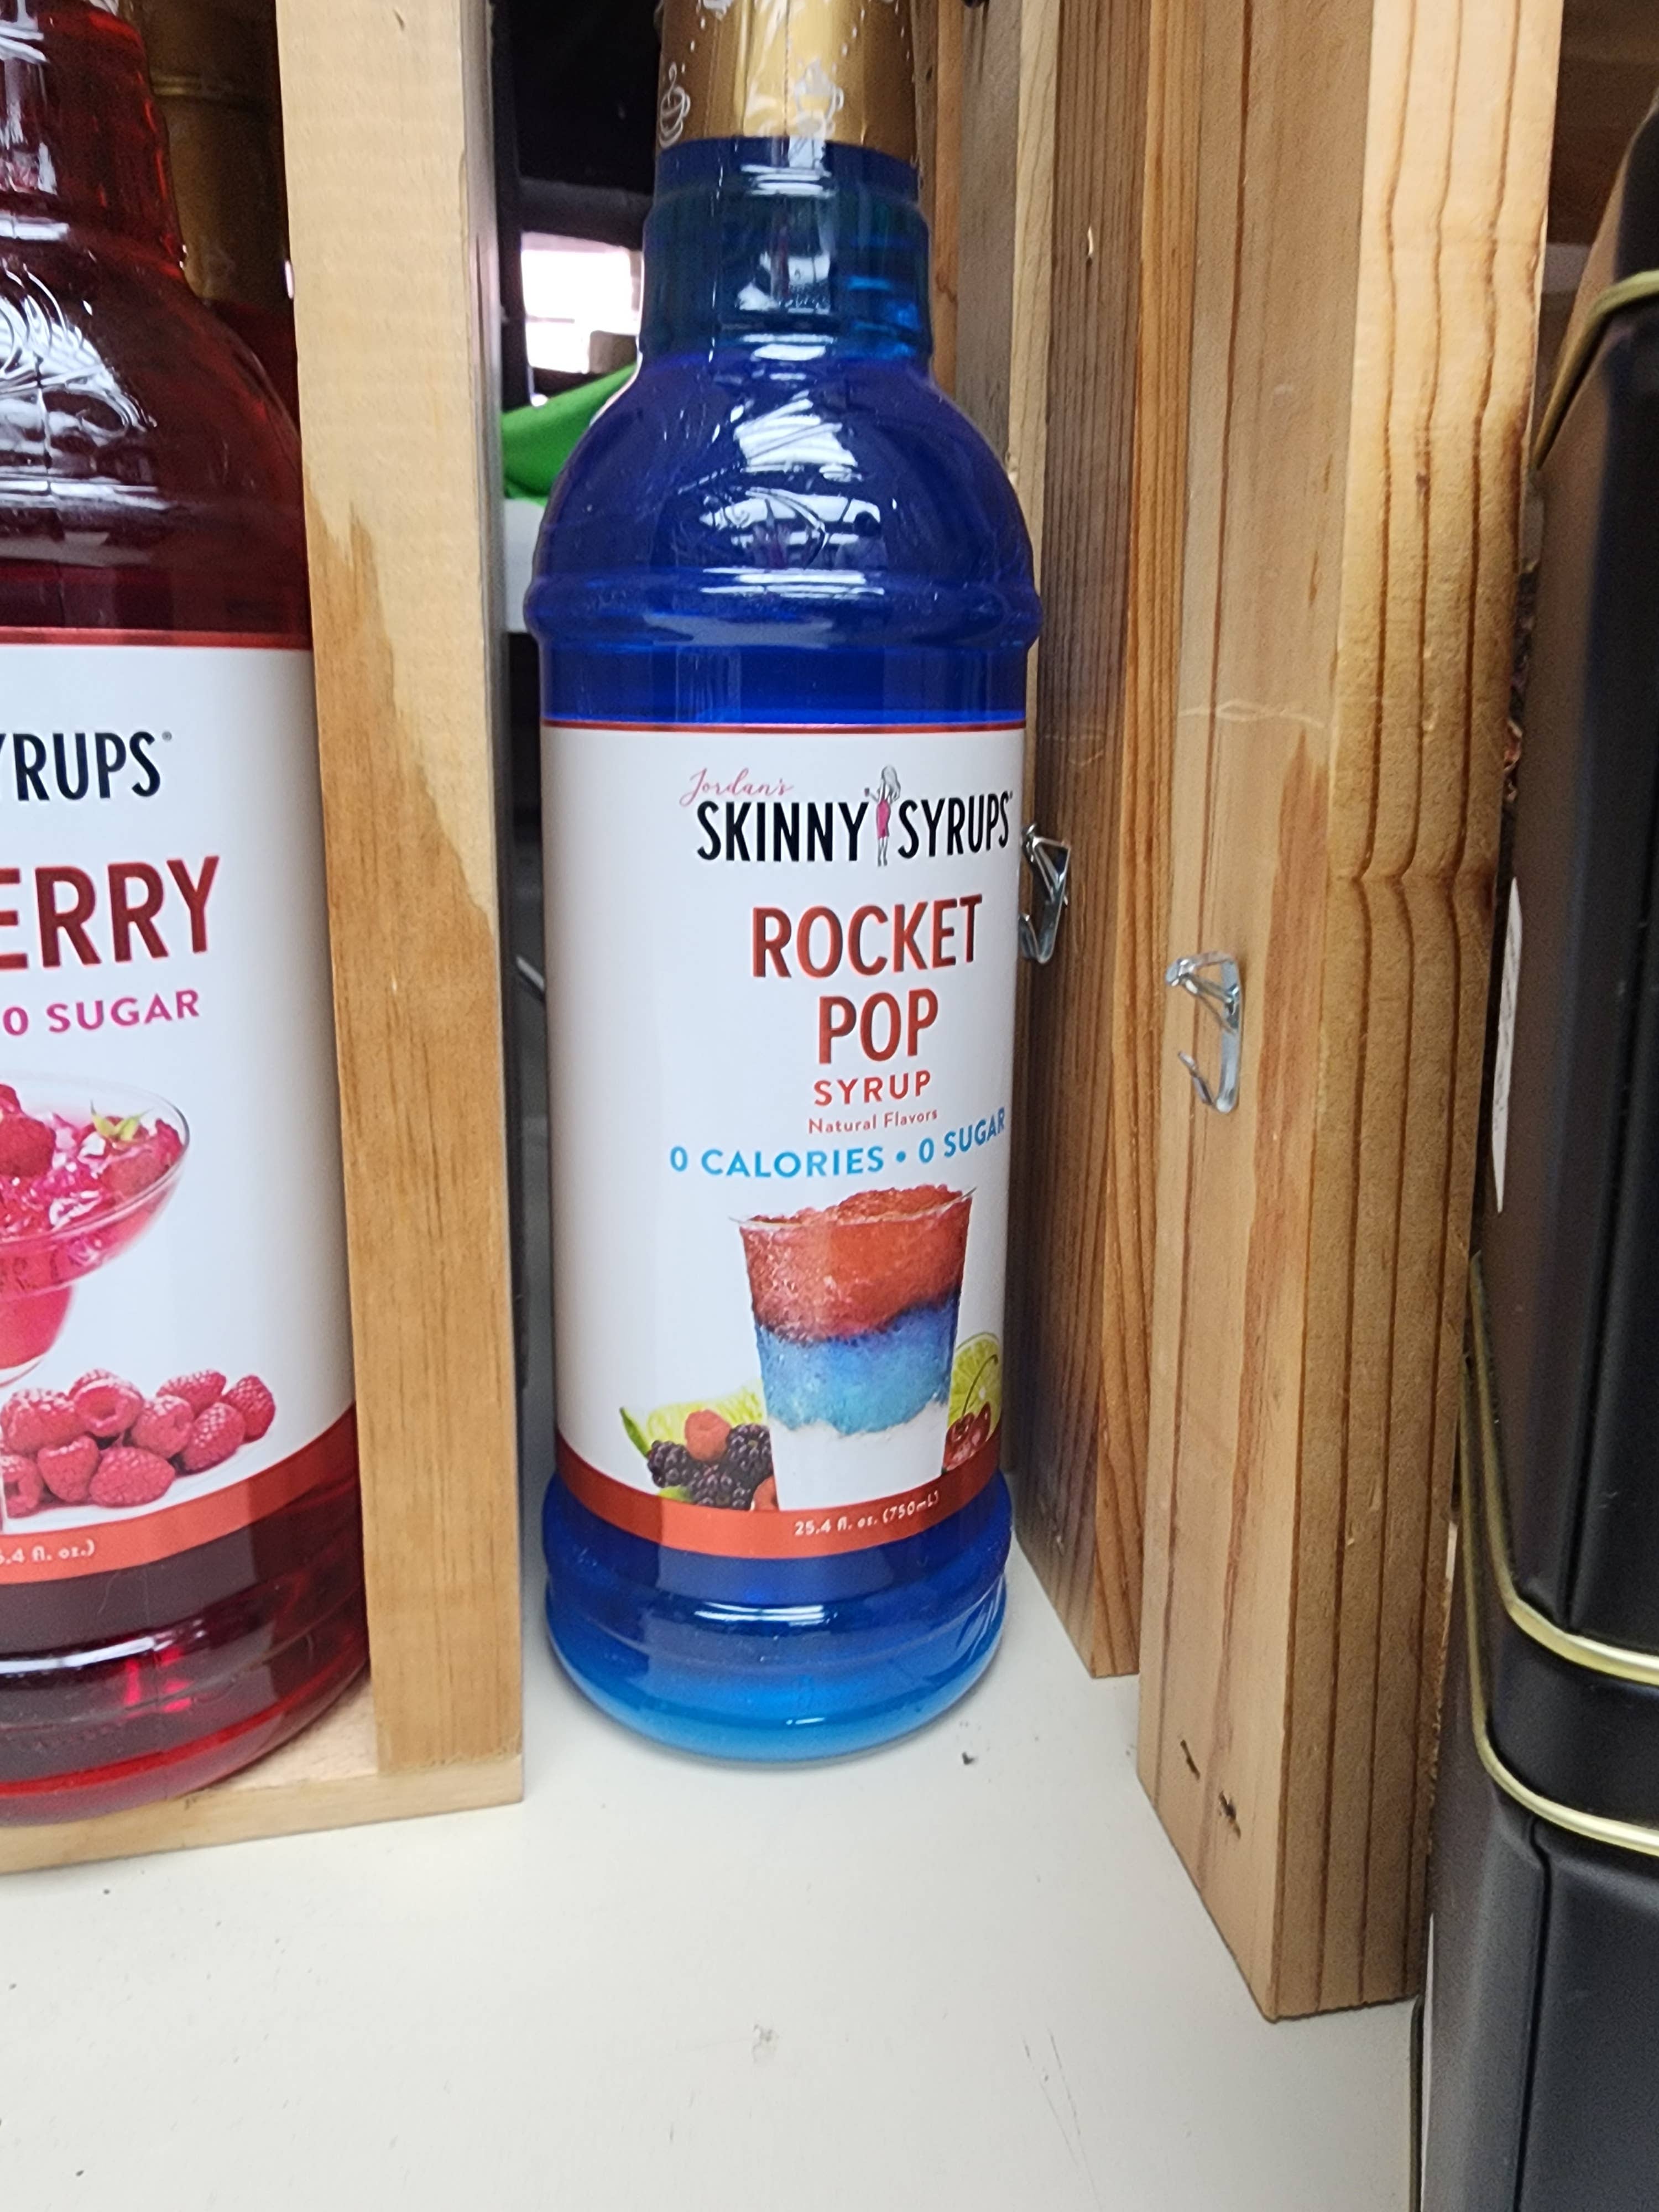 YRUPS®
ERRY
0 SUGAR
5.4 fl. oz.)
Jordan's
SKINNY SYRUPS®
ROCKET
POP
SYRUP
Natural Flavors
0 CALORIES • 0 SUGAR
25.4 fl. oz. (750mL)